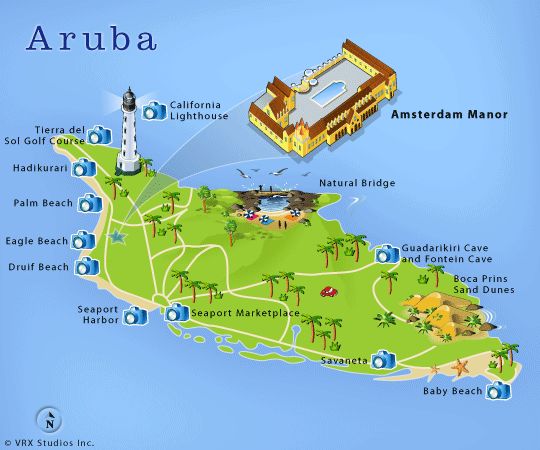 Aruba
California
Lighthouse
Amsterdam Manor
Tierra del
Sol Golf Course
Hadikurari
Natural Bridge
Palm Beach
Eagle Beach
Guadarikiri Cave
and Fontein Cave
Druif Beach
Boca Prins
Sand Dunes
Seaport
Harbor
Seaport Marketplace
Savaneta
Baby Beach
N
© VRX Studios Inc.